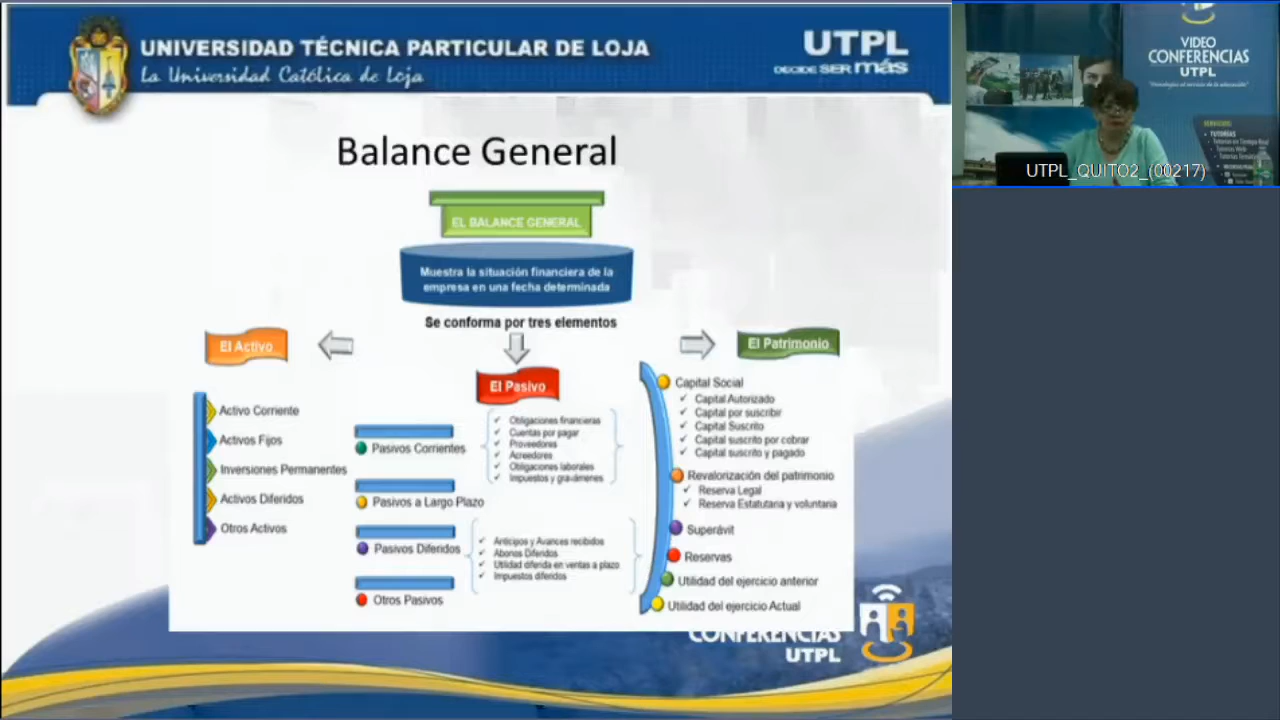 UNIVERSIDAD TÉCNICA PARTICULAR DE LOJA
La Universidad Católica de Loja
UTPL
DECIDE SER más
Balance General
EL BALANCE GENERAL
Muestra la situación financiera de la
empresa en una fecha determinada
Se conforma por tres elementos
El Activo
Activo Corriente
Activos Fijos
Inversiones Permanentes
Activos Diferidos
Otros Activos
El Pasivo
Pasivos Corrientes
Obligaciones financieras
Cuentas por pagar
Proveedores
Acreedores
Obligaciones laborales
Impuestos y gravámenes
Pasivos a Largo Plazo
Pasivos Diferidos
Anticipos y Avances recibidos
Abonos Diferidos
Utilidad diferida en ventas a plazo
Impuestos diferidos
Otros Pasivos
El Patrimonio
Capital Social
Capital Autorizado
Capital por suscribir
Capital Suscrito
Capital suscrito por cobrar
Capital suscrito y pagado
Revalorización del patrimonio
Reserva Legal
Reserva Estatutaria y voluntaria
Superávit
Reservas
Utilidad del ejercicio anterior
Utilidad del ejercicio Actual
CONFERENCIAS
UTPL
VIDEO
CONFERENCIAS
UTPL
SERVICIOS
TUTORÍAS
UTPL_QUITO2_(00217)